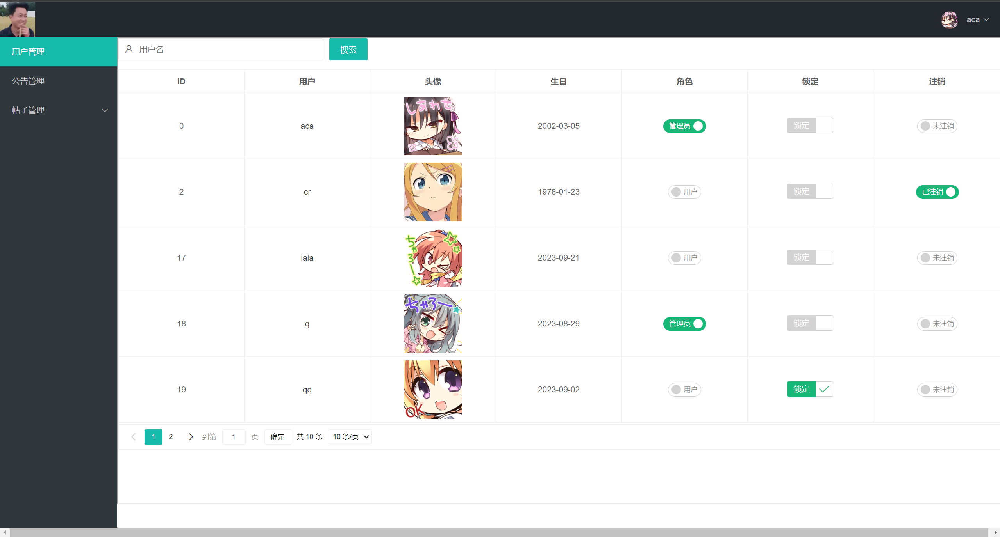 aca
用户管理
公告管理
帖子管理
用户名
搜索
ID 用户 头像 生日 角色 锁定 注销
しあわせ
0 aca 2002-03-05 管理员 锁定 未注销
2 cr 1978-01-23 用户 锁定 已注销
ちゃろー
17 lala 2023-09-21 用户 锁定 未注销
ちゃろー
18 q 2023-08-29 管理员 锁定 未注销
19 qq 2023-09-02 用户 锁定 未注销
OK
1 2 到第 1 页 确定 共 10 条 10 条/页